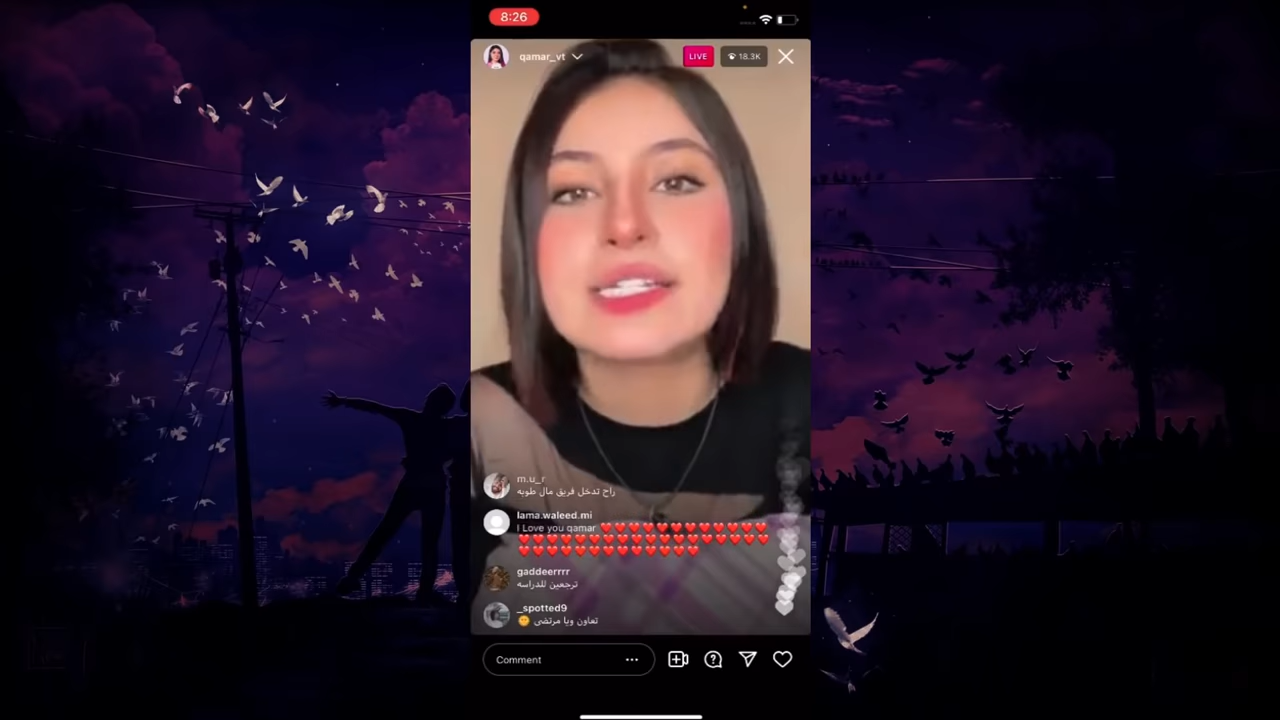 8:26
qamar_vt
LIVE
18.3K
m.u_r
راح تدخل فريق مال طوبه
lama.waleed.mi
I Love you qamar ❤️❤️❤️❤️❤️❤️❤️❤️❤️❤️❤️❤️
❤️❤️❤️❤️❤️❤️❤️❤️❤️❤️❤️❤️❤️❤️❤️❤️❤️❤️
❤️❤️❤️❤️❤️❤️❤️❤️❤️❤️❤️❤️❤️
gaddeerrrr
ترجعين للدراسه
_spotted9
تعاون ويا مرتضى 😶
Comment